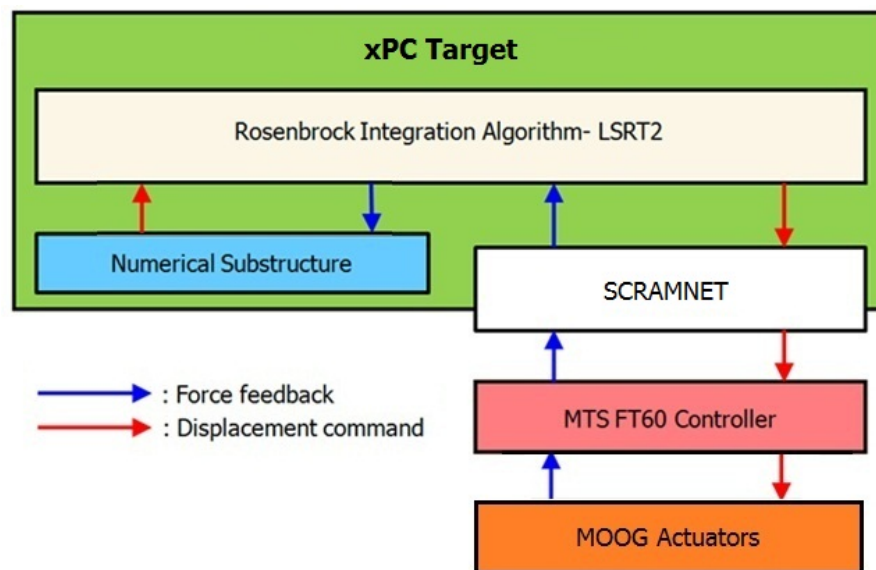 xPC Target
Rosenbrock Integration Algorithm- LSRT2
Numerical Substructure
SCRAMNET
: Force feedback
: Displacement command
MTS FT60 Controller
MOOG Actuators